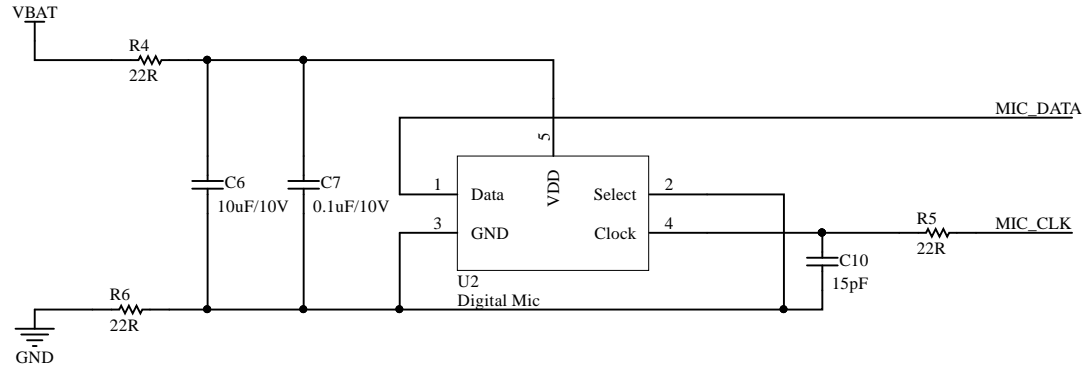 VBAT
R4
22R
MIC_DATA
5
C6
10uF/10V
C7
0.1uF/10V
1
Data
VDD
Select
2
3
GND
Clock
4
R5
22R
MIC_CLK
C10
15pF
U2
Digital Mic
R6
22R
GND